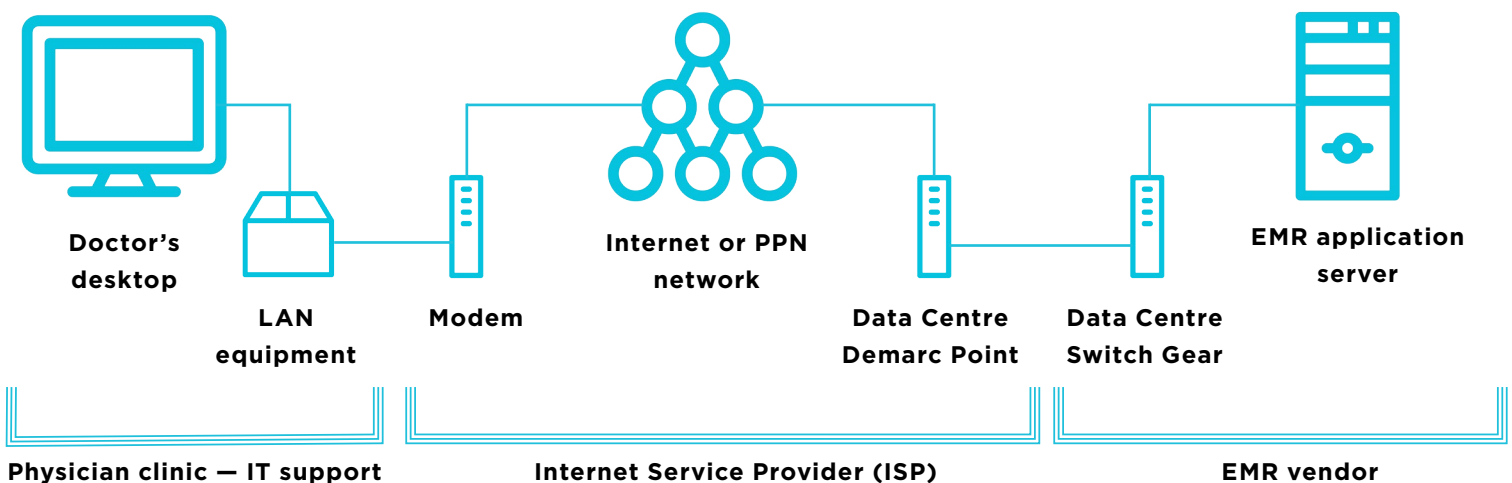 Doctor's
desktop
LAN
equipment
Modem
Internet or PPN
network
Data Centre
Demarc Point
Data Centre
Switch Gear
EMR application
server
Physician clinic — IT support
Internet Service Provider (ISP)
EMR vendor